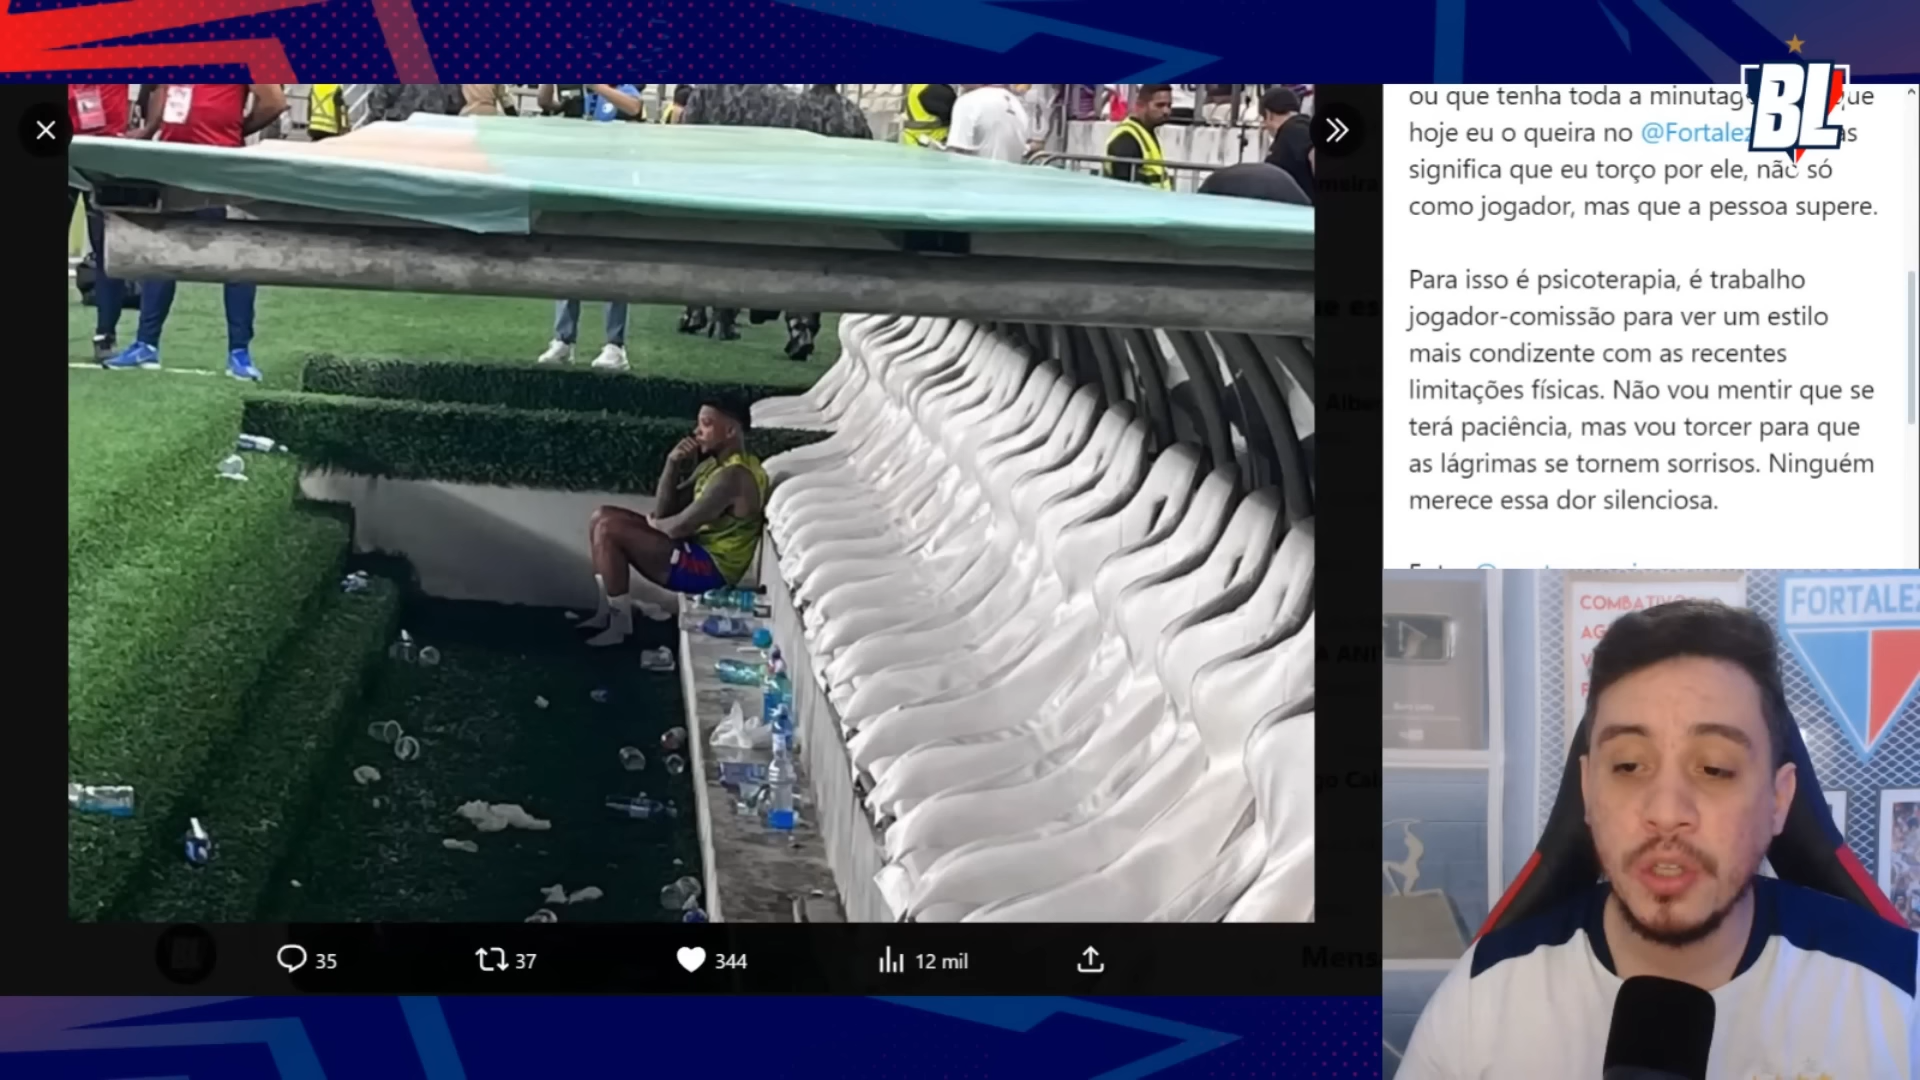 BL
ou que tenha toda a minutag
hoje eu o queira no @Fortalez
significa que eu torço por ele, não só
como jogador, mas que a pessoa supere.
Para isso é psicoterapia, é trabalho
jogador-comissão para ver um estilo
mais condizente com as recentes
limitações físicas. Não vou mentir que se
terá paciência, mas vou torcer para que
as lágrimas se tornem sorrisos. Ninguém
merece essa dor silenciosa.
COMBATIVO
FORTALEZ
35
37
344
12 mil
Mens